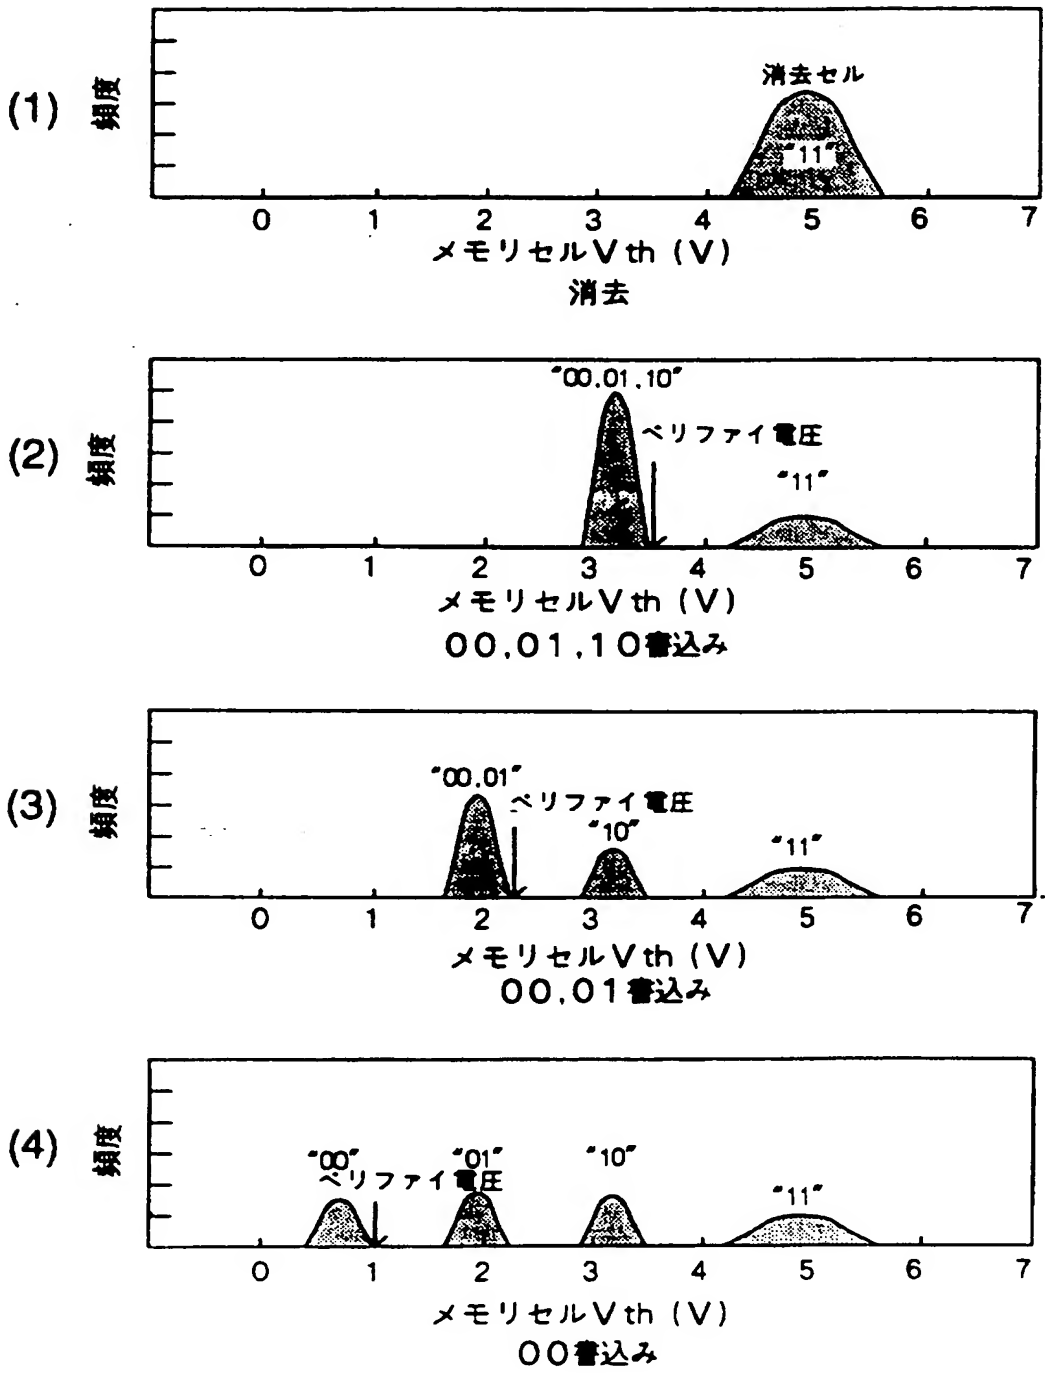 (1)
頻度
消去セル
“11”
0 1 2 3 4 5 6 7
メモリセルVth (V)
消去
(2)
頻度
“00,01,10”
ベリファイ電圧
“11”
0 1 2 3 4 5 6 7
メモリセルVth (V)
00,01,10書込み
(3)
頻度
“00,01”
ベリファイ電圧
“10”
“11”
0 1 2 3 4 5 6 7
メモリセルVth (V)
00,01書込み
(4)
頻度
“00”
“01”
“10”
ベリファイ電圧
“11”
0 1 2 3 4 5 6 7
メモリセルVth (V)
00書込み